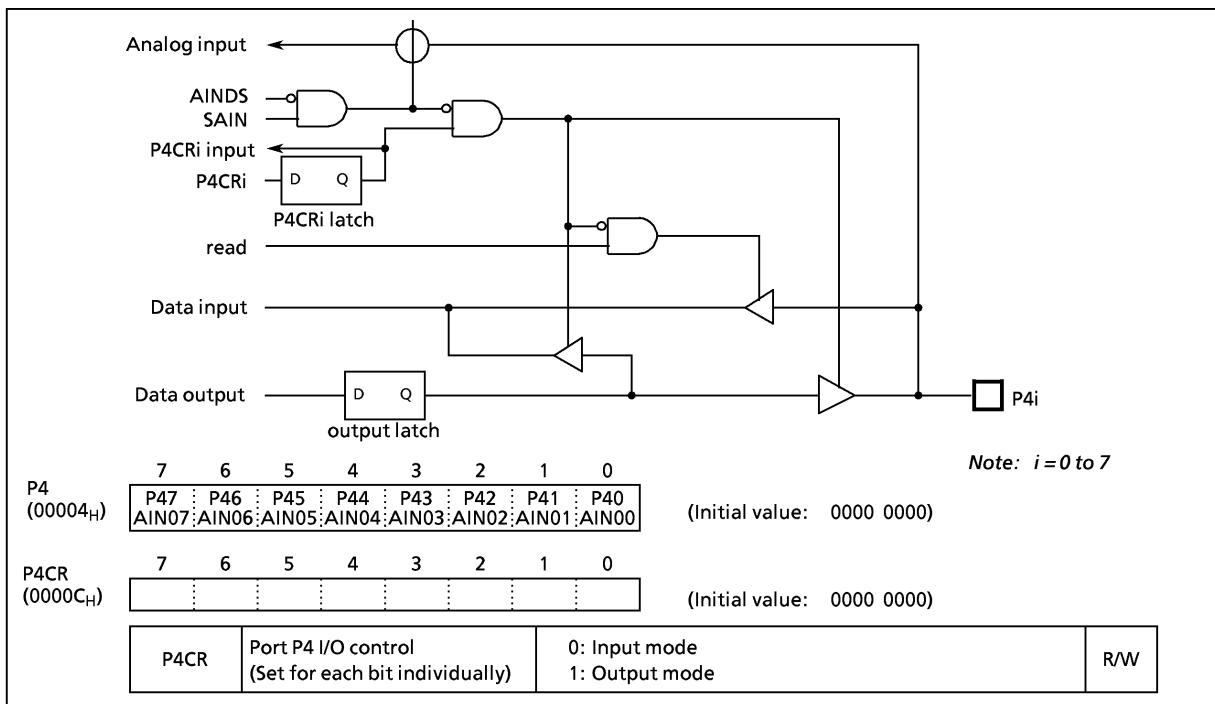 Analog input
AINDS
SAIN
P4CRi input
P4CRi
D Q
P4CRi latch
read
Data input
Data output
D Q
output latch
P4i
Note: i = 0 to 7
7 6 5 4 3 2 1 0
P4
(00004H)
P47 P46 P45 P44 P43 P42 P41 P40
AIN07 AIN06 AIN05 AIN04 AIN03 AIN02 AIN01 AIN00
(Initial value: 0000 0000)
7 6 5 4 3 2 1 0
P4CR
(0000CH)
(Initial value: 0000 0000)
P4CR
Port P4 I/O control
(Set for each bit individually)
0: Input mode
1: Output mode
R/W